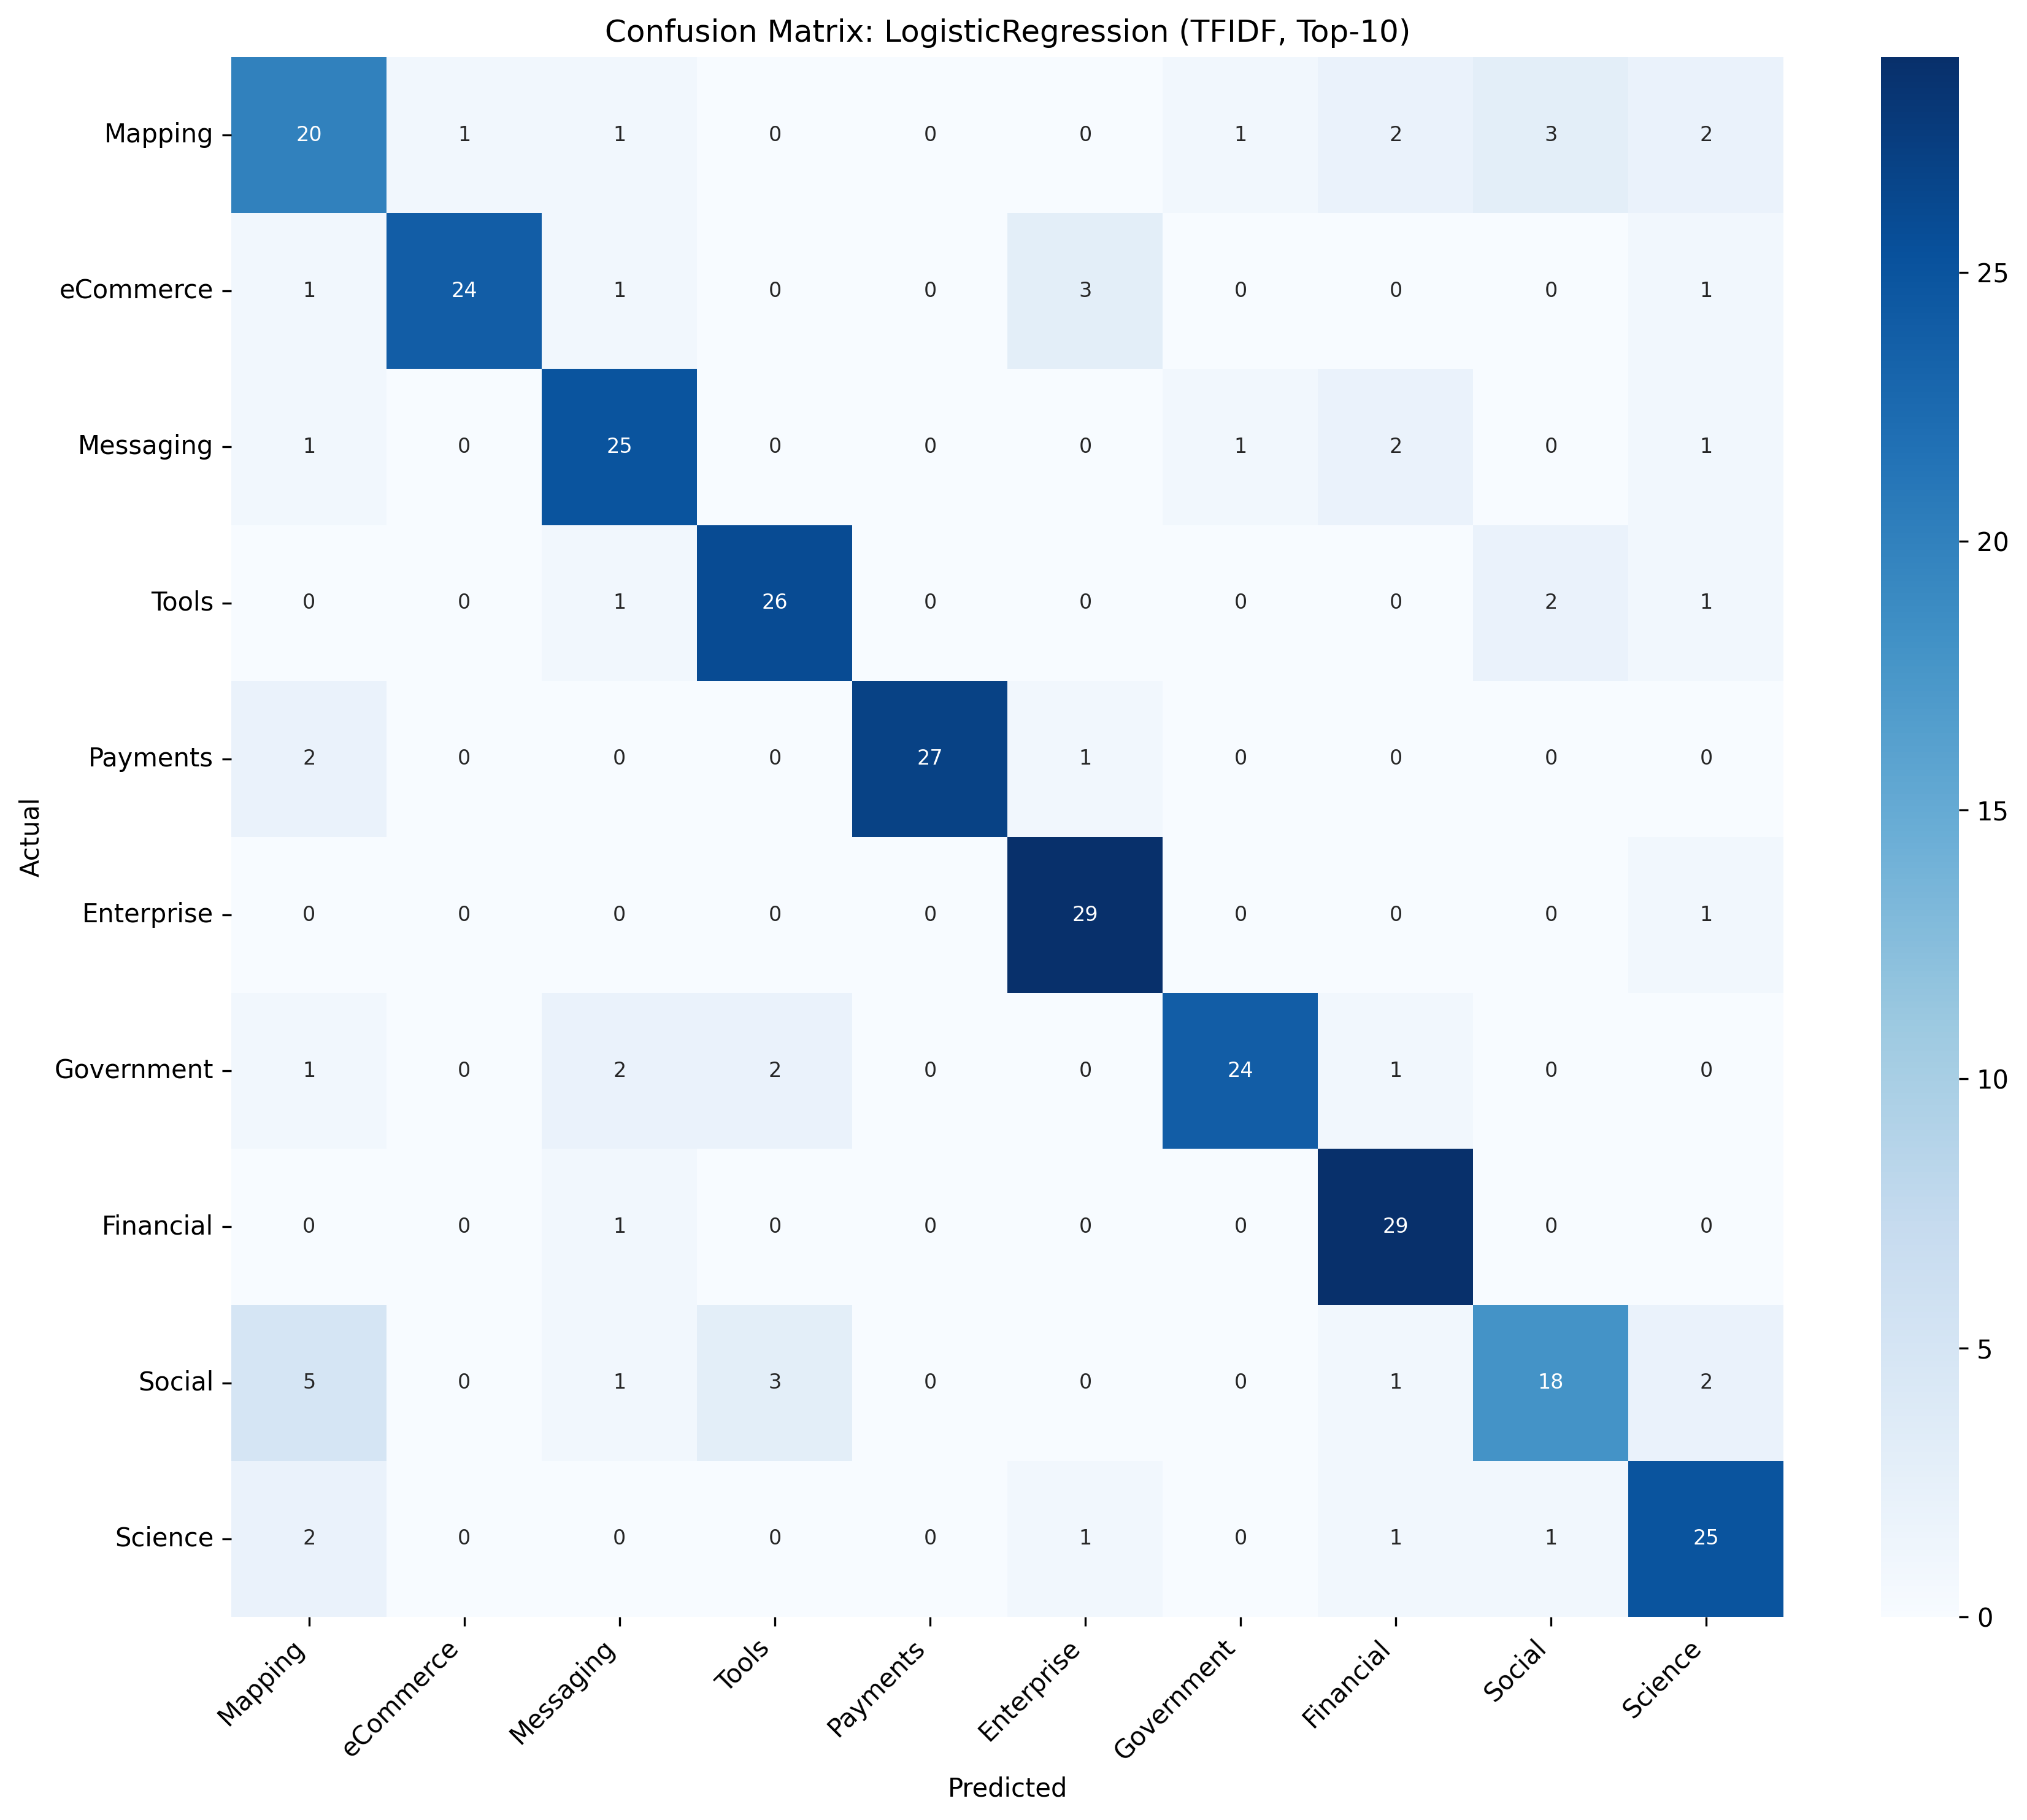 Confusion Matrix: LogisticRegression (TFIDF, Top-10)
Actual
Mapping 20 1 1 0 0 0 1 2 3 2
eCommerce 1 24 1 0 0 3 0 0 0 1
Messaging 1 0 25 0 0 0 1 2 0 1
Tools 0 0 1 26 0 0 0 0 2 1
Payments 2 0 0 0 27 1 0 0 0 0
Enterprise 0 0 0 0 0 29 0 0 0 1
Government 1 0 2 2 0 0 24 1 0 0
Financial 0 0 1 0 0 0 0 29 0 0
Social 5 0 1 3 0 0 0 1 18 2
Science 2 0 0 0 0 1 0 1 1 25
Mapping eCommerce Messaging Tools Payments Enterprise Government Financial Social Science
Predicted
25
20
15
10
5
0